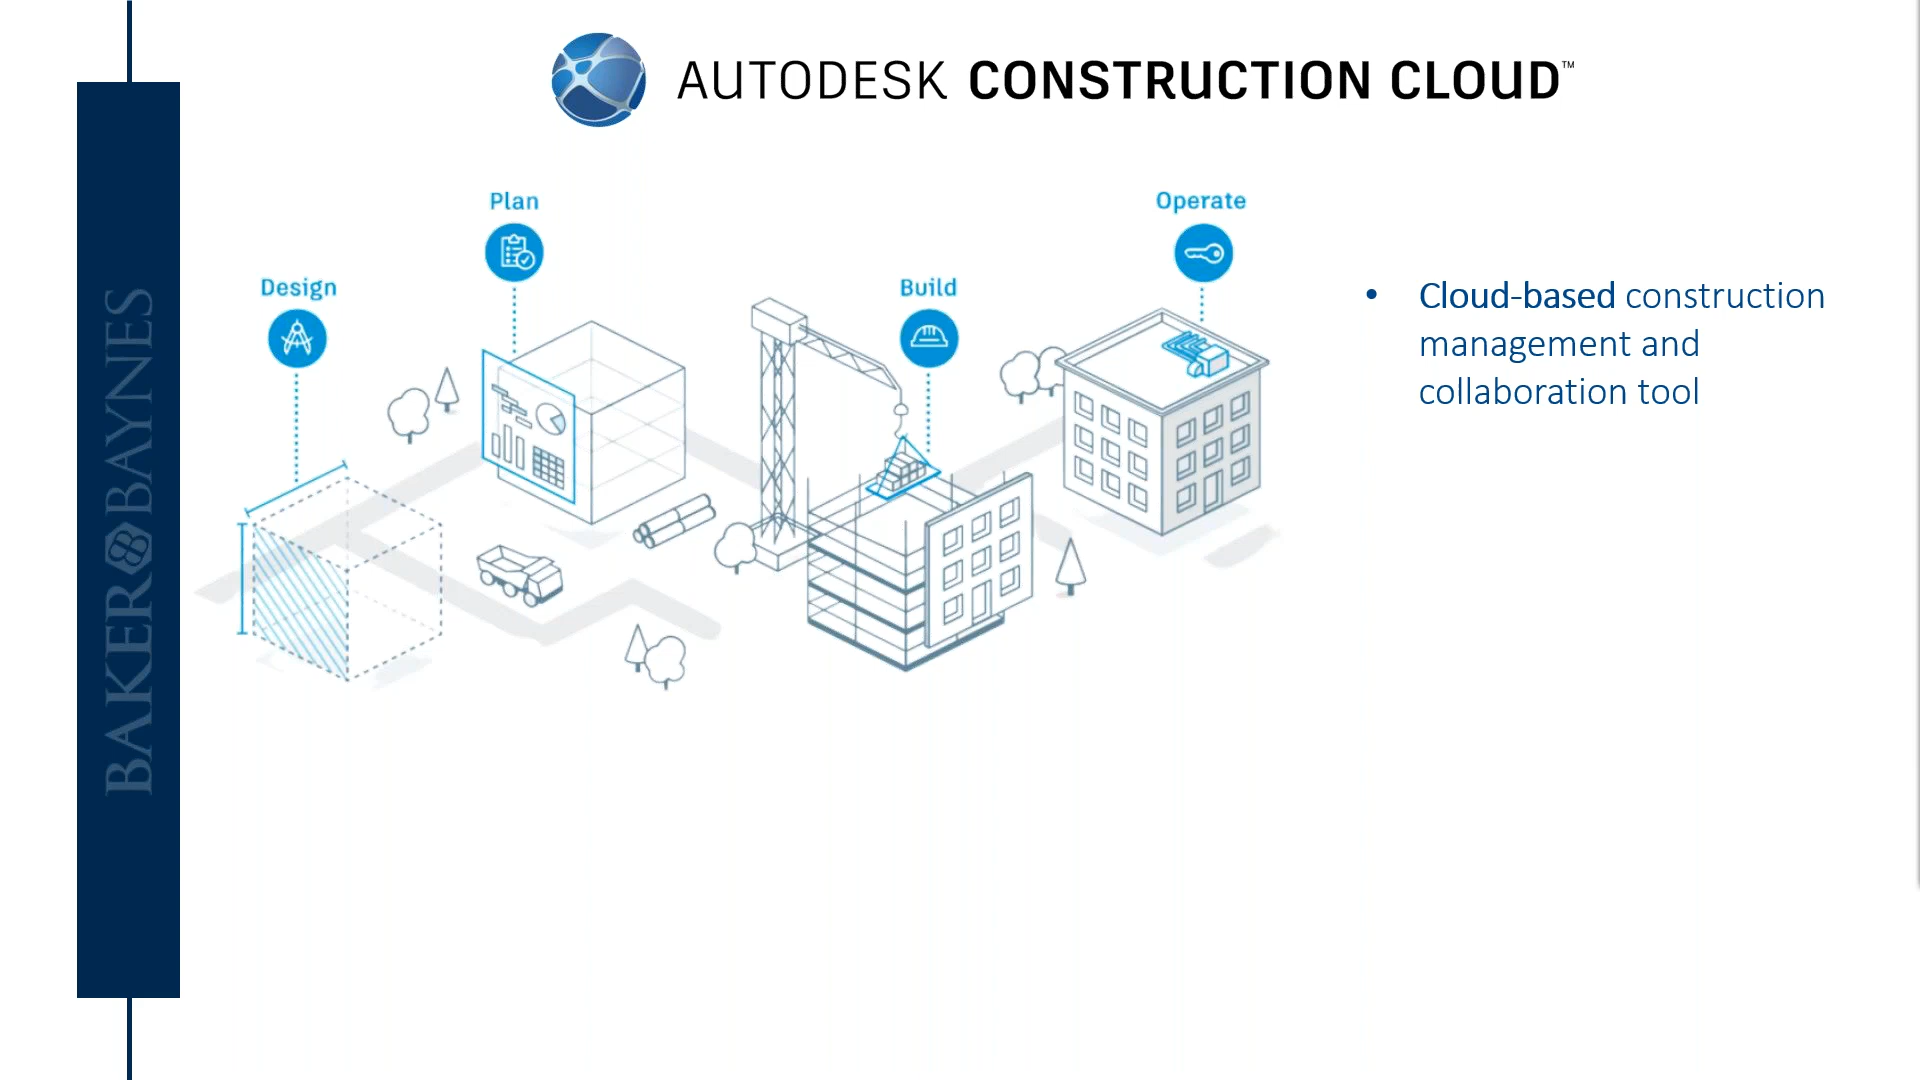 AUTODESK CONSTRUCTION CLOUD™
Plan
Operate
Design
Build
• Cloud-based construction
management and
collaboration tool
BAKER BAYNES